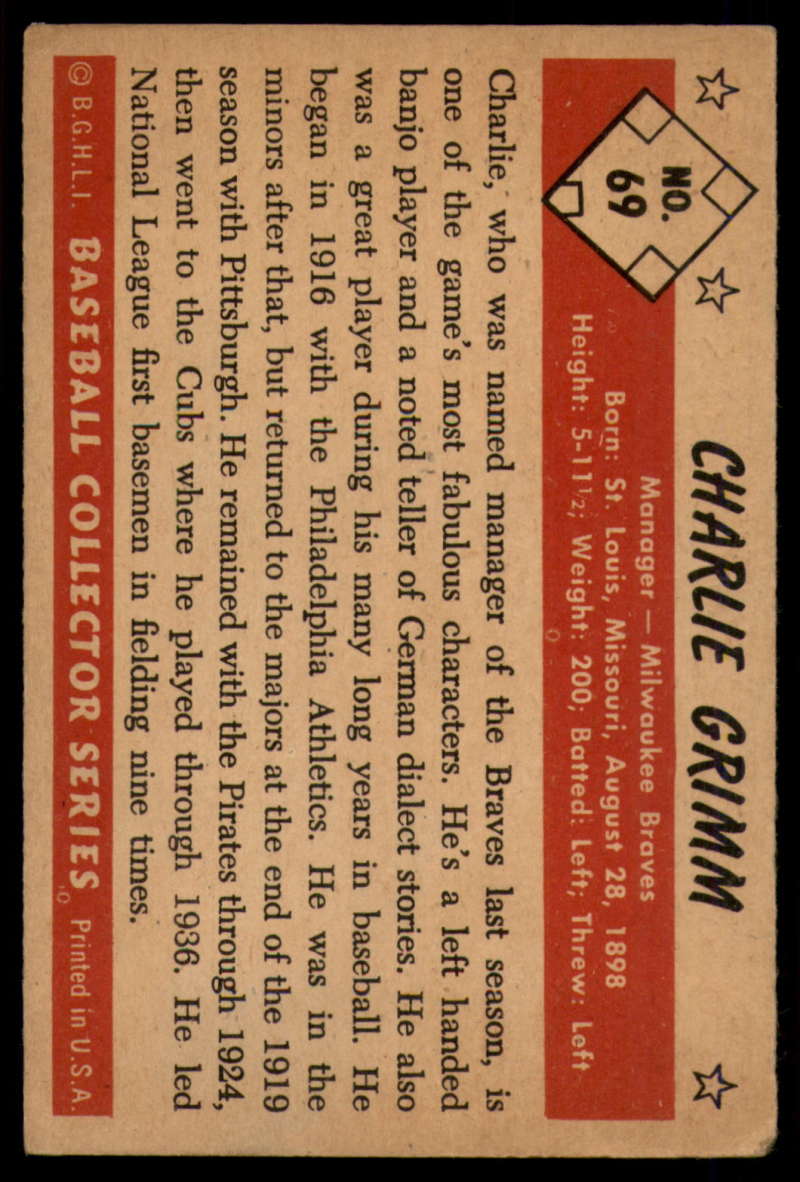 NO.
69
CHARLIE GRIMM
Manager — Milwaukee Braves
Born: St. Louis, Missouri, August 28, 1898
Height: 5-11½; Weight: 200; Batted: Left; Threw: Left
Charlie, who was named manager of the Braves last season, is
one of the game's most fabulous characters. He's a left handed
banjo player and a noted teller of German dialect stories. He also
was a great player during his many long years in baseball. He
began in 1916 with the Philadelphia Athletics. He was in the
minors after that, but returned to the majors at the end of the 1919
season with Pittsburgh. He remained with the Pirates through 1924,
then went to the Cubs where he played through 1936. He led
National League first basemen in fielding nine times.
© B.G.H.L.I. BASEBALL COLLECTOR SERIES Printed in U.S.A.